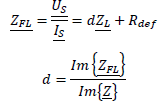 Z_FL = U_S / I_S = dZ_L + R_def
d = Im{Z_FL} / Im{Z}